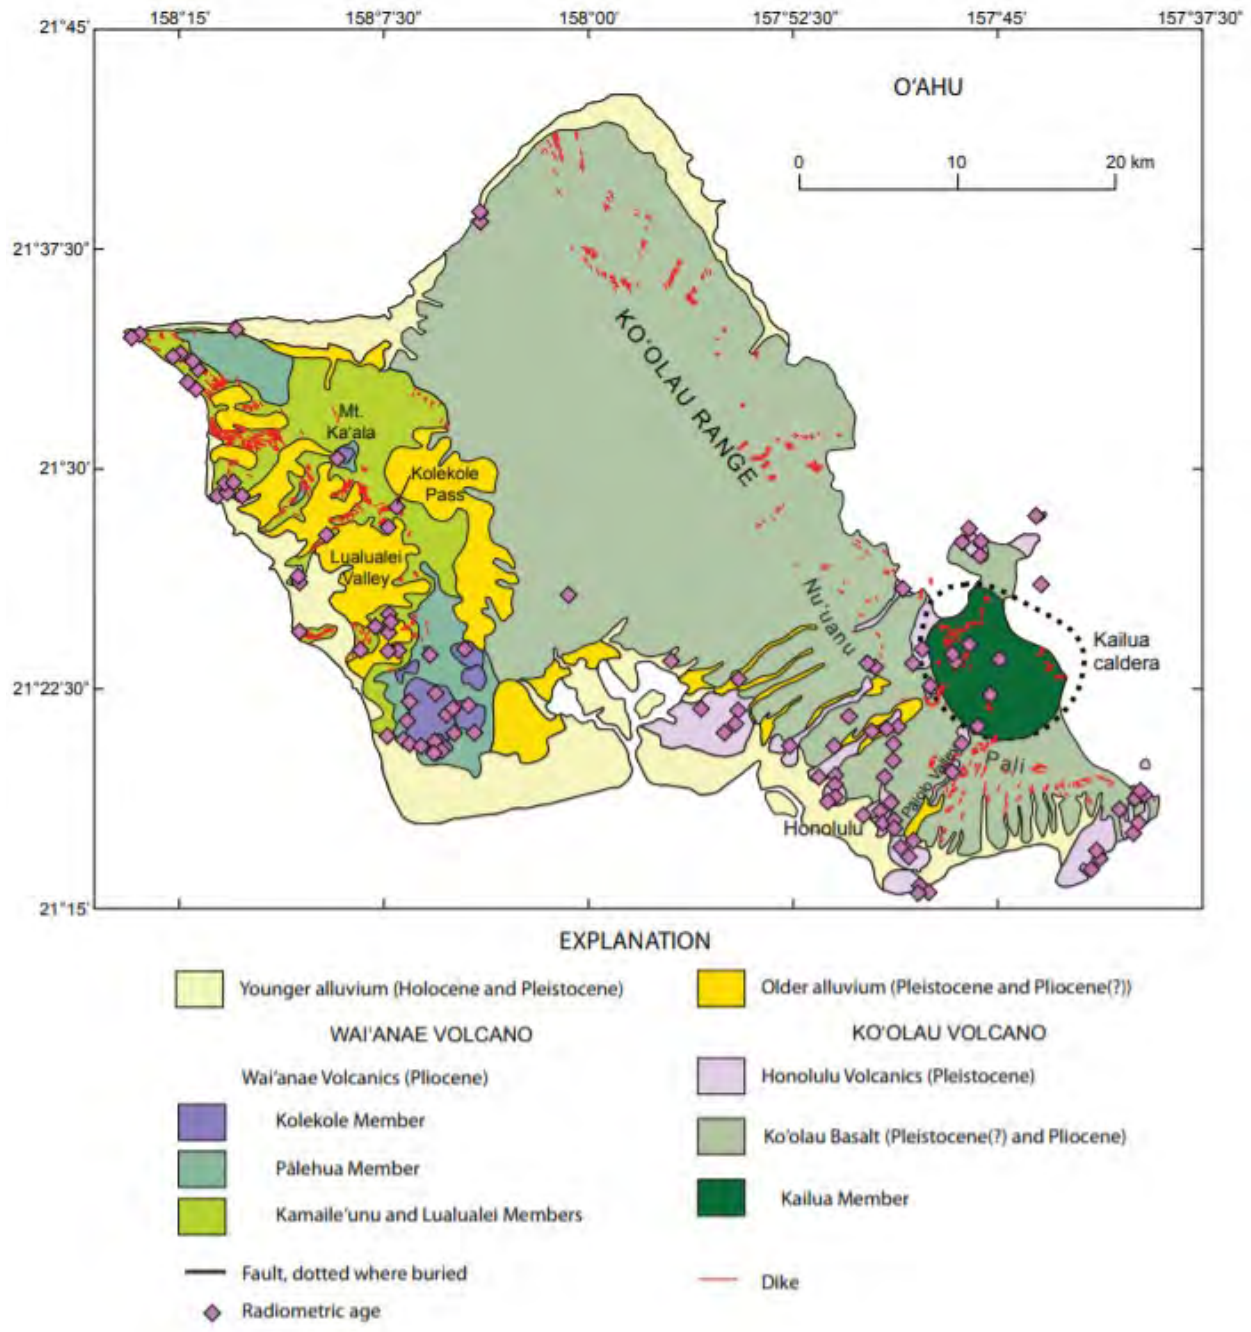 158°15' 158°7'30" 158°00' 157°52'30" 157°45' 157°37'30"
21°45'
O‘AHU
0 10 20 km
21°37'30"
KO‘OLAU RANGE
Mt.
Ka‘ala
21°30'
Kolekole
Pass
Lualualei
Valley
Nu‘uanu
Kailua
caldera
21°22'30"
Pali
Palolo Valley
Honolulu
21°15'
EXPLANATION
Younger alluvium (Holocene and Pleistocene)
Older alluvium (Pleistocene and Pliocene(?))
WAI‘ANAE VOLCANO
KO‘OLAU VOLCANO
Wai‘anae Volcanics (Pliocene)
Honolulu Volcanics (Pleistocene)
Kolekole Member
Ko‘olau Basalt (Pleistocene(?) and Pliocene)
Pālehua Member
Kailua Member
Kamaile‘unu and Lualualei Members
Fault, dotted where buried
Dike
Radiometric age